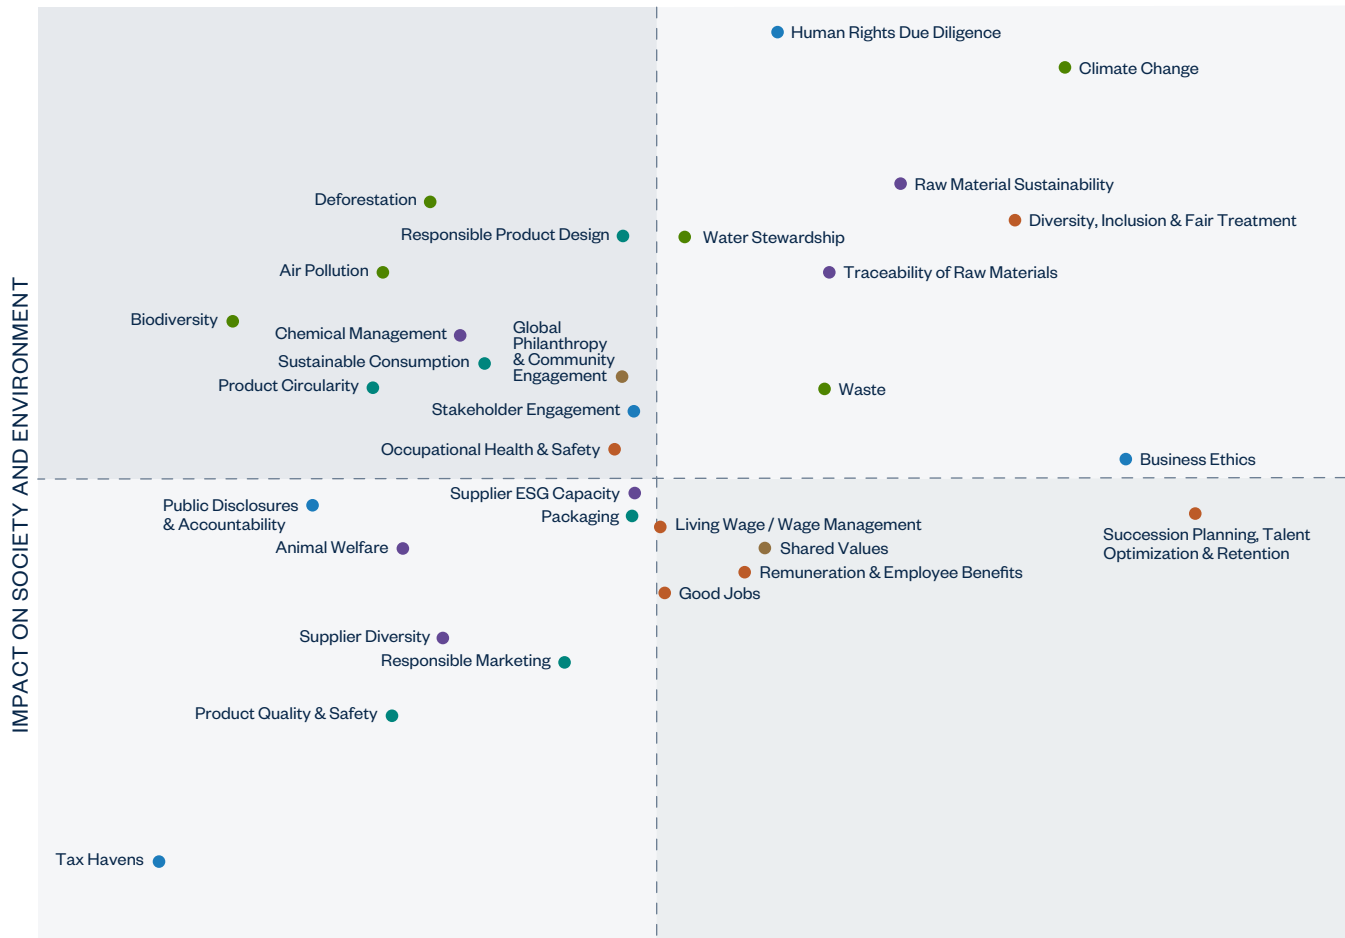 Human Rights Due Diligence
Climate Change
Raw Material Sustainability
Deforestation
Diversity, Inclusion & Fair Treatment
Responsible Product Design
Water Stewardship
Air Pollution
Traceability of Raw Materials
Biodiversity
Chemical Management
Global
Philanthropy
& Community
Engagement
Sustainable Consumption
Product Circularity
Waste
Stakeholder Engagement
Occupational Health & Safety
Business Ethics
IMPACT ON SOCIETY AND ENVIRONMENT
Supplier ESG Capacity
Public Disclosures
& Accountability
Packaging
Living Wage / Wage Management
Succession Planning, Talent
Optimization & Retention
Animal Welfare
Shared Values
Remuneration & Employee Benefits
Good Jobs
Supplier Diversity
Responsible Marketing
Product Quality & Safety
Tax Havens